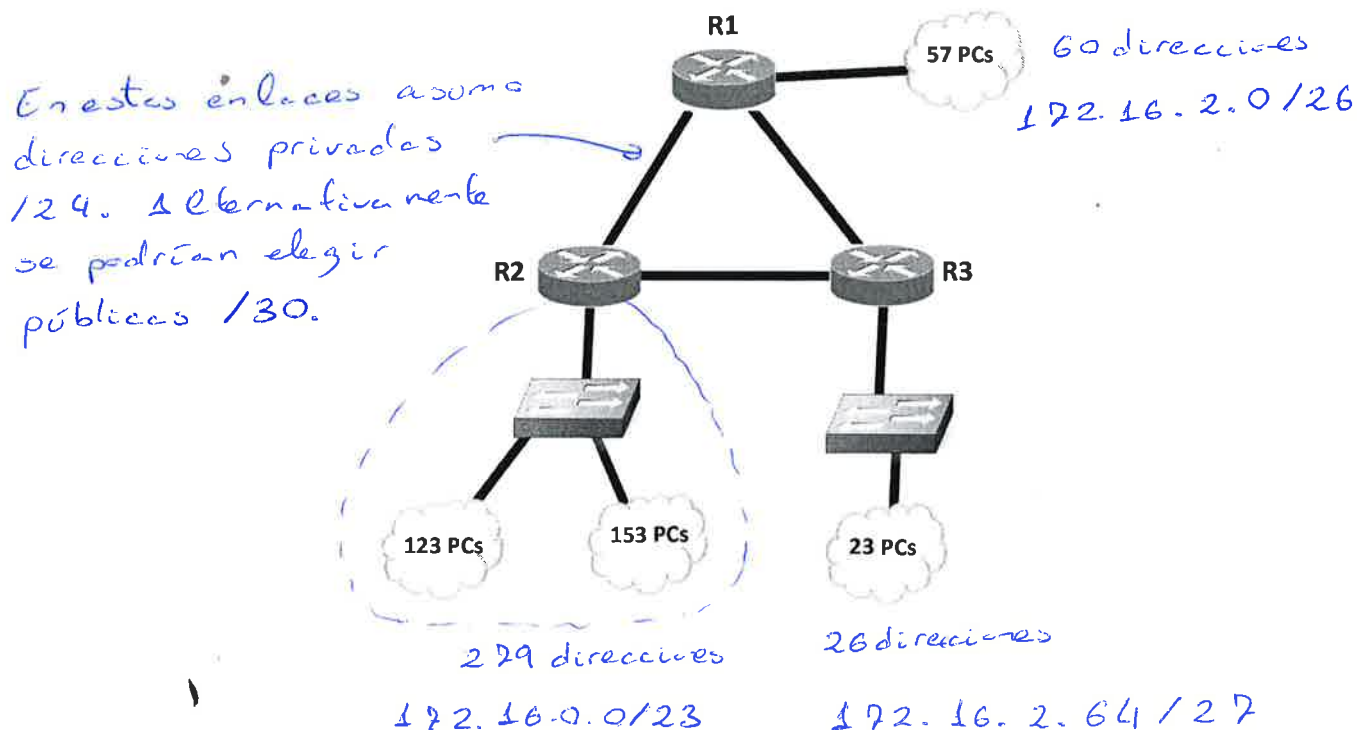 R1
57 PCs
60 direcciones
172.16.2.0/26
En estos enlaces asumo
direcciones privadas
/24. Alternativamente
se podrían elegir
públicas /30.
R2
R3
123 PCs
153 PCs
23 PCs
279 direcciones
172.16.0.0/23
26 direcciones
172.16.2.64/27